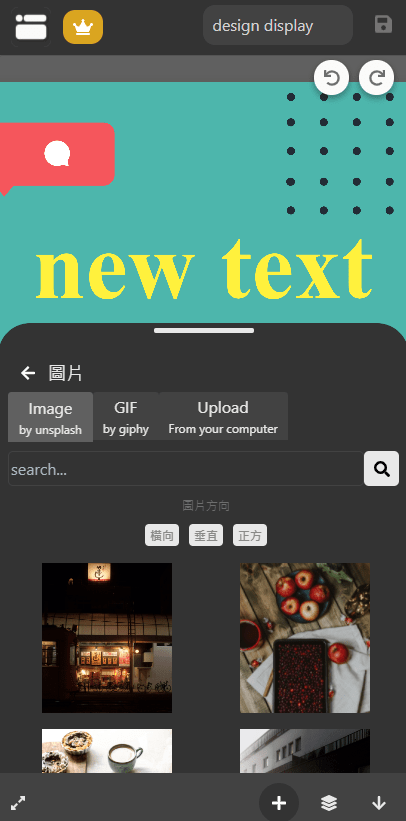 design display
new text
圖片
Image
by unsplash
GIF
by giphy
Upload
From your computer
search...
圖片方向
橫向
垂直
正方